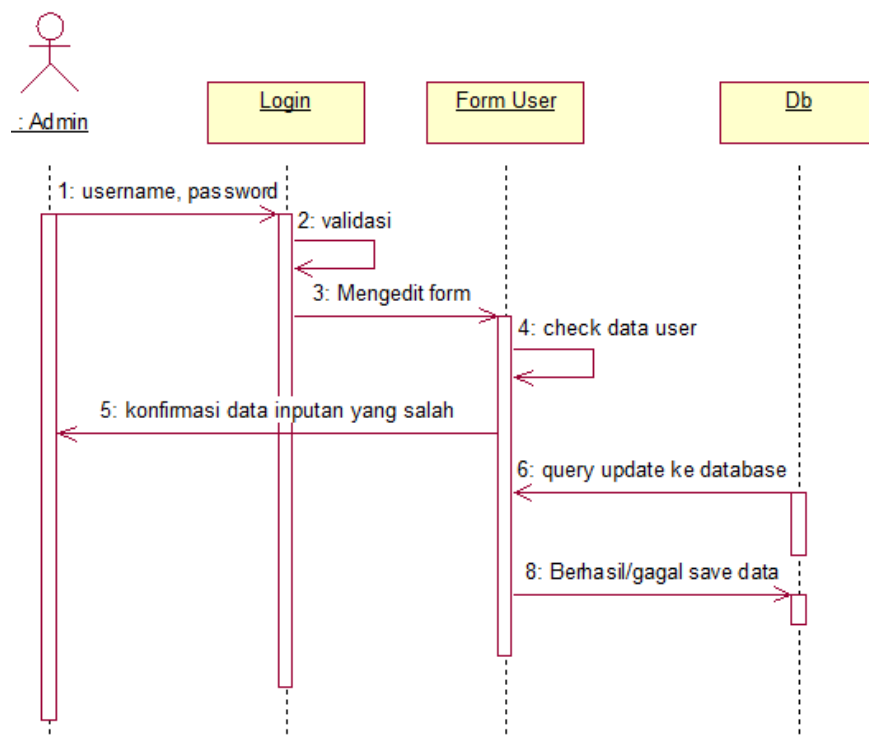 : Admin
Login
Form User
Db
1: username, password
2: validasi
3: Mengedit form
4: check data user
5: konfirmasi data inputan yang salah
6: query update ke database
8: Berhasil/gagal save data